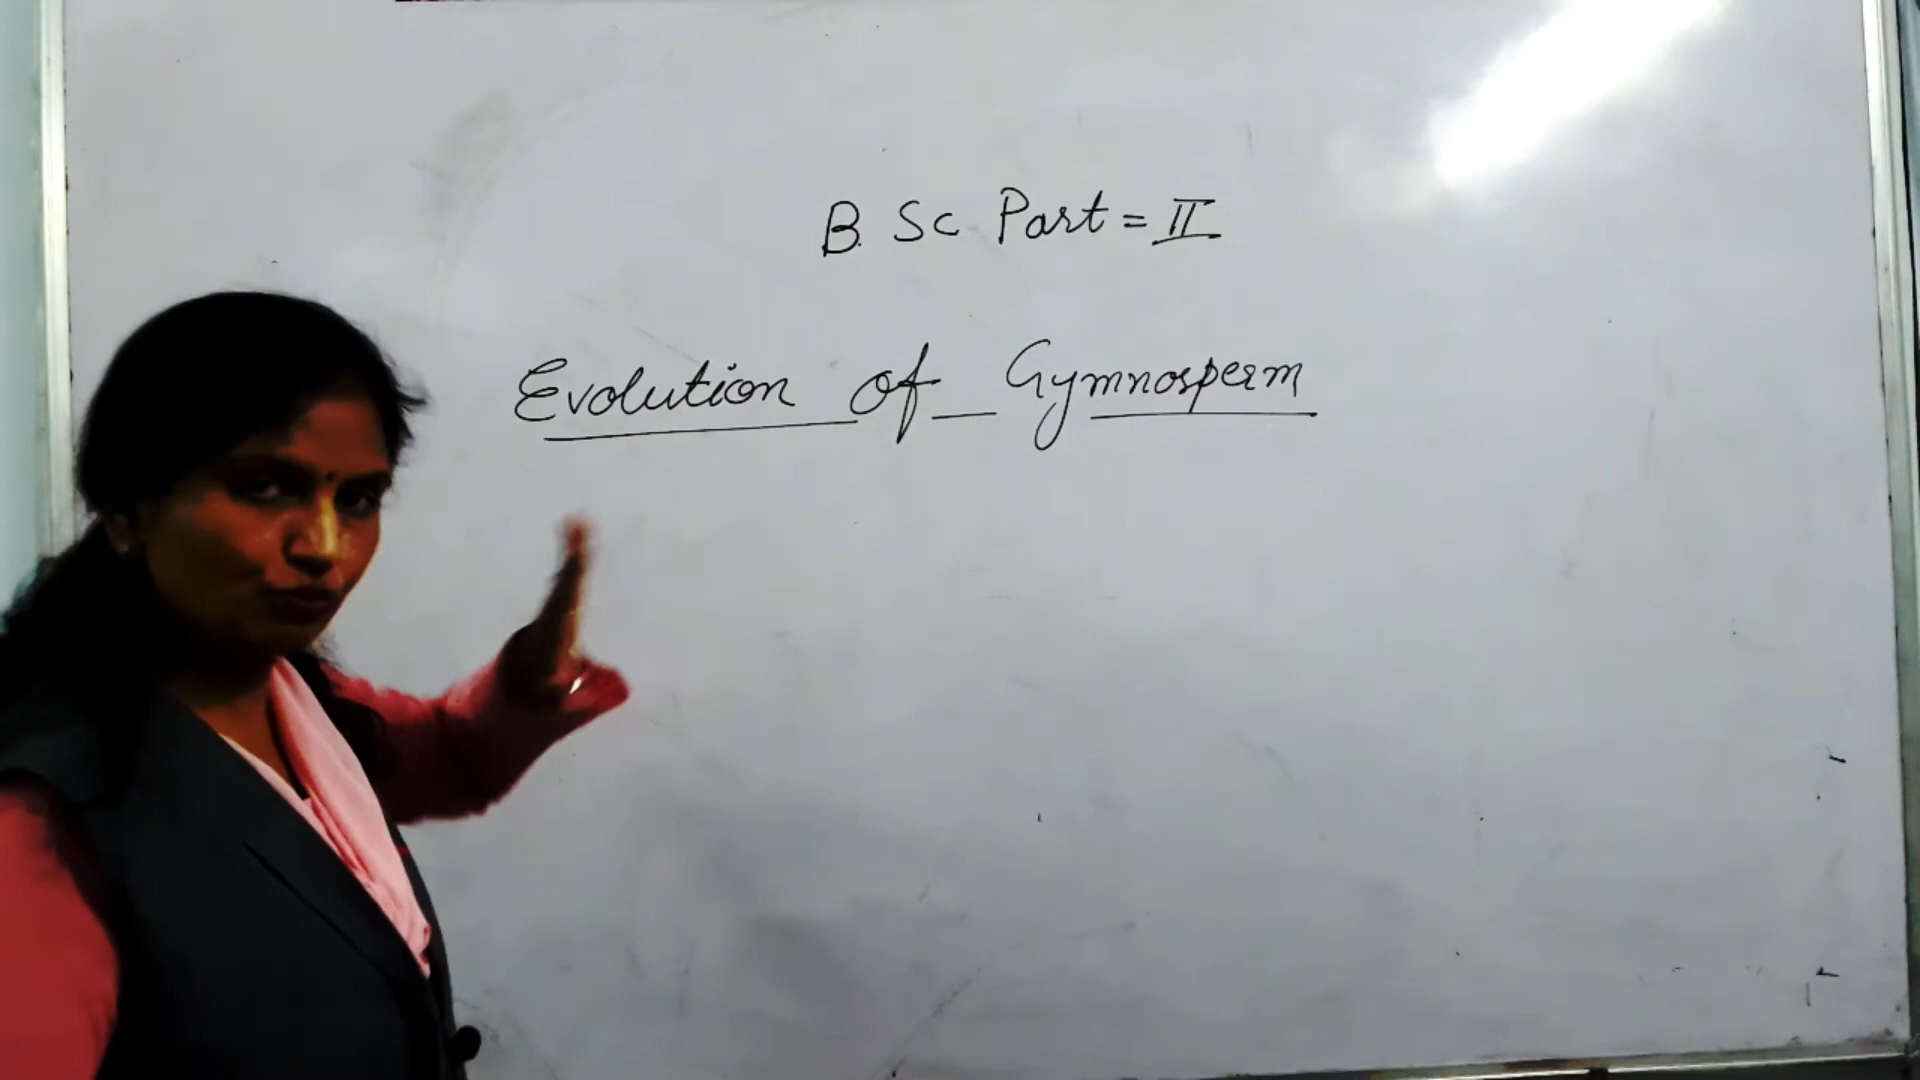 B. Sc Part = II
Evolution of Gymnosperm